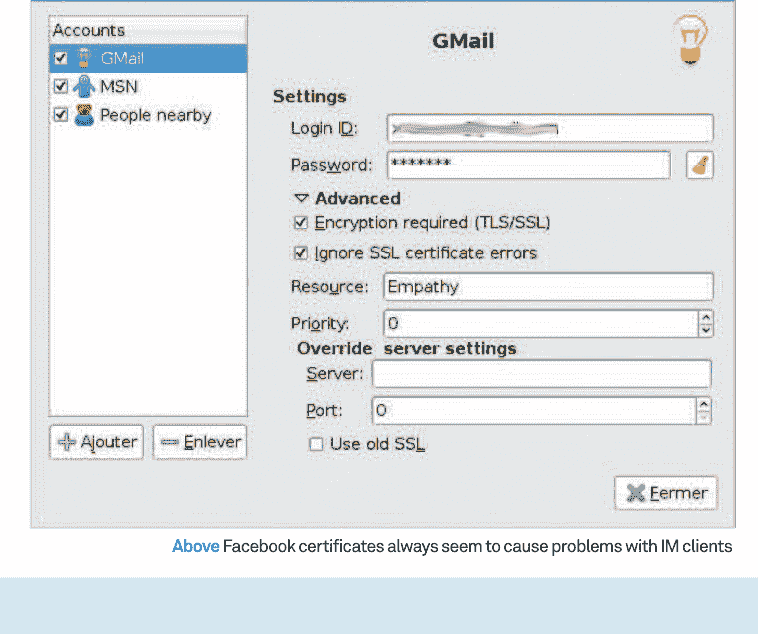 Accounts
GMail
MSN
People nearby
Ajouter
Enlever
GMail
Settings
Login ID:
Password: *******
Advanced
Encryption required (TLS/SSL)
Ignore SSL certificate errors
Resource: Empathy
Priority: 0
Override server settings
Server:
Port: 0
Use old SSL
Fermer
Above Facebook certificates always seem to cause problems with IM clients